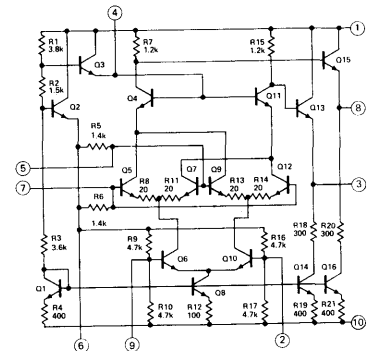 4
1
R1
3.8k
R7
1.2k
R15
1.2k
Q3
Q15
R2
1.5k
Q2
Q4
Q11
Q13
8
R5
1.4k
5
Q5
Q7
Q9
Q12
7
R8
20
R11
20
R13
20
R14
20
3
R6
1.4k
R3
3.6k
R9
4.7k
R16
4.7k
R18
300
R20
300
Q6
Q10
Q1
Q8
Q14
Q16
R4
400
R10
4.7k
R12
100
R17
4.7k
R19
400
R21
400
10
6
9
2